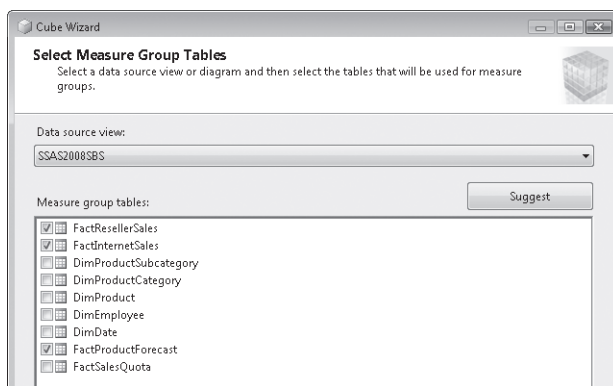 Cube Wizard
Select Measure Group Tables
Select a data source view or diagram and then select the tables that will be used for measure
groups.
Data source view:
SSAS2008SBS
Measure group tables:
Suggest
FactResellerSales
FactInternetSales
DimProductSubcategory
DimProductCategory
DimProduct
DimEmployee
DimDate
FactProductForecast
FactSalesQuota